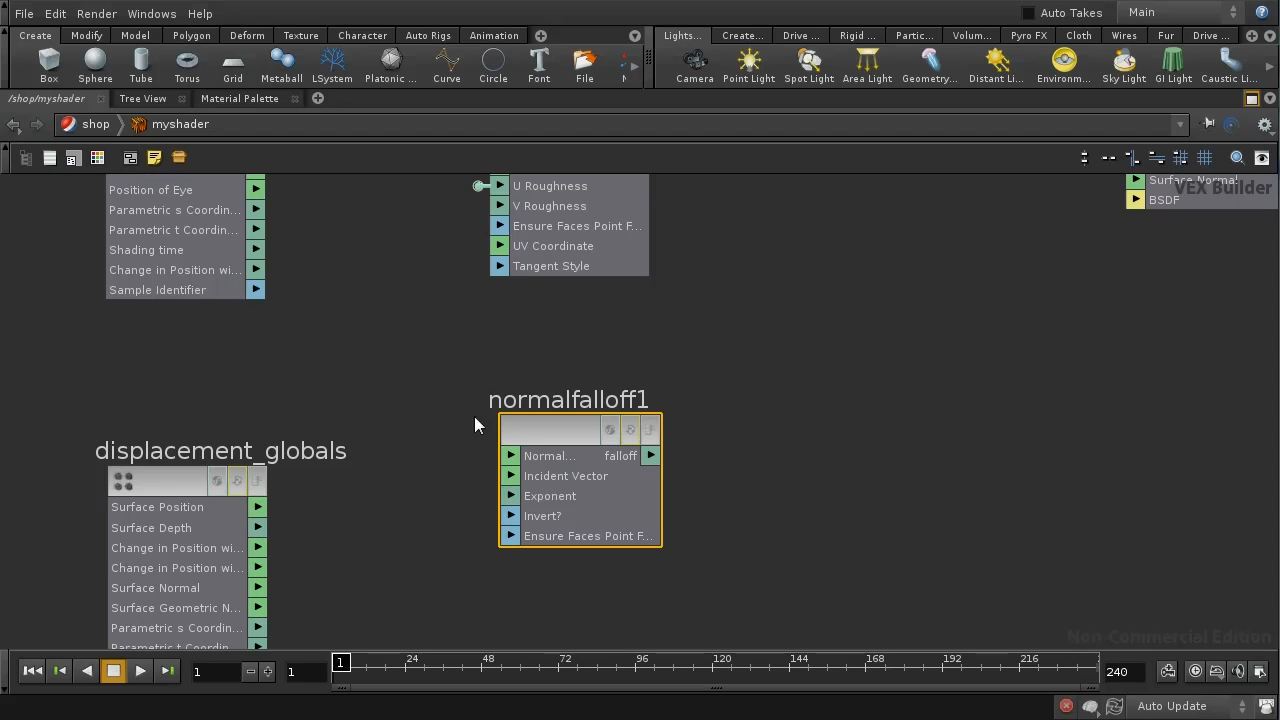 File Edit Render Windows Help Auto Takes Main
Create Modify Model Polygon Deform Texture Character Auto Rigs Animation Lights... Create... Drive ... Rigid ... Partic... Volum... Pyro FX Cloth Wires Fur Drive ...
Box Sphere Tube Torus Grid Metaball LSystem Platonic ... Curve Circle Font File Camera Point Light Spot Light Area Light Geometry... Distant Li... Environm... Sky Light GI Light Caustic Li...
/shop/myshader Tree View Material Palette
shop myshader
VEX Builder
Position of Eye
Parametric s Coordin...
Parametric t Coordin...
Shading time
Change in Position wi...
Sample Identifier
U Roughness
V Roughness
Ensure Faces Point F...
UV Coordinate
Tangent Style
Surface Normal
BSDF
normalfalloff1
Normal... falloff
Incident Vector
Exponent
Invert?
Ensure Faces Point F...
displacement_globals
Surface Position
Surface Depth
Change in Position wi...
Change in Position wi...
Surface Normal
Surface Geometric N...
Parametric s Coordin...
Parametric t Coordin...
Non-Commercial Edition
1 1 1 24 48 72 96 120 144 168 192 216 240
Auto Update